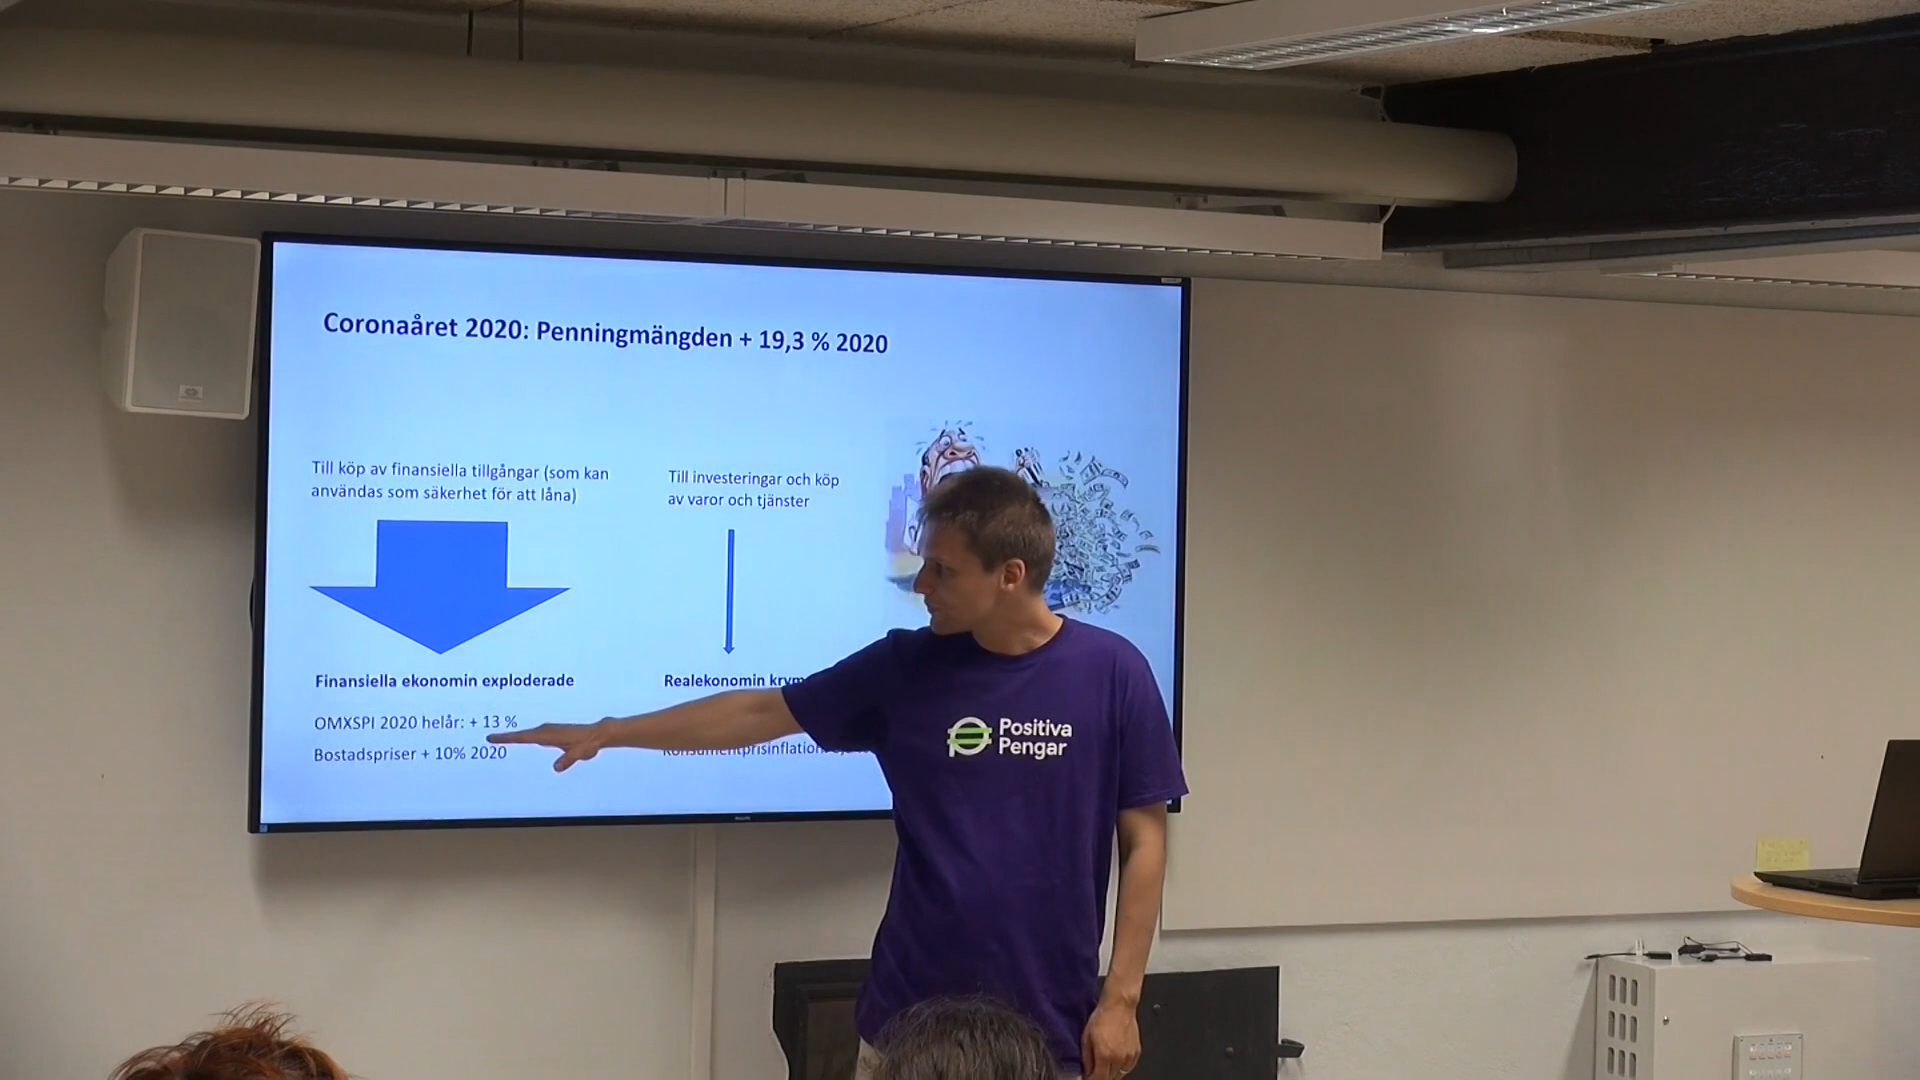 Coronaåret 2020: Penningmängden + 19,3 % 2020
Till köp av finansiella tillgångar (som kan
användas som säkerhet för att låna)
Till investeringar och köp
av varor och tjänster
Finansiella ekonomin exploderade
OMXSPI 2020 helår: + 13 %
Bostadspriser + 10% 2020
Realekonomin
Konsumentprisinflation
Positiva
Pengar